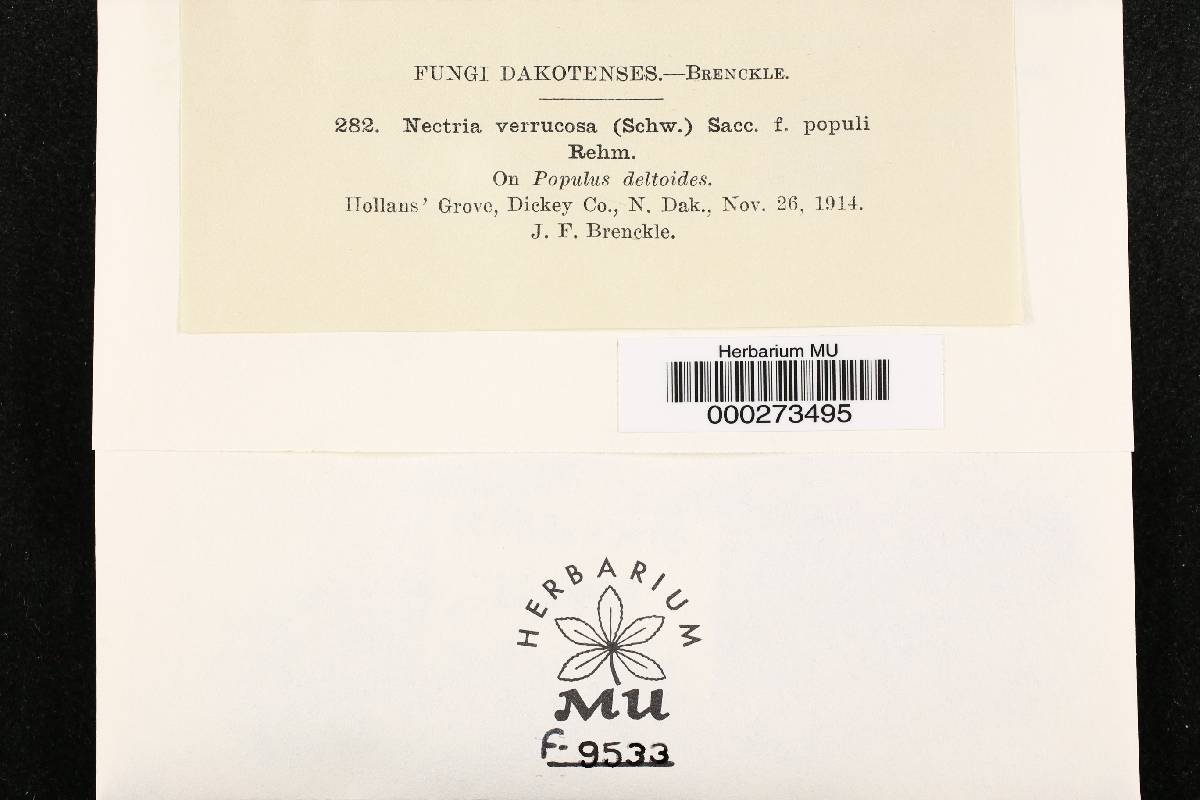 FUNGI DAKOTENSES.—BRENCKLE.
282. Nectria verrucosa (Schw.) Sacc. f. populi
Rehm.
On Populus deltoides.
Hollans' Grove, Dickey Co., N. Dak., Nov. 26, 1914.
J. F. Brenckle.
Herbarium MU
000273495
HERBARIUM
MU
F- 9533